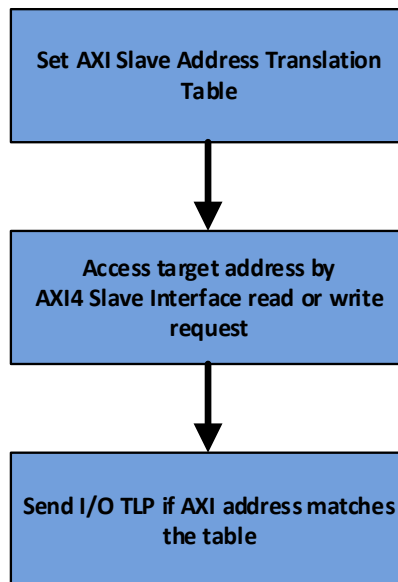 Set AXI Slave Address Translation
Table
Access target address by
AXI4 Slave Interface read or write
request
Send I/O TLP if AXI address matches
the table